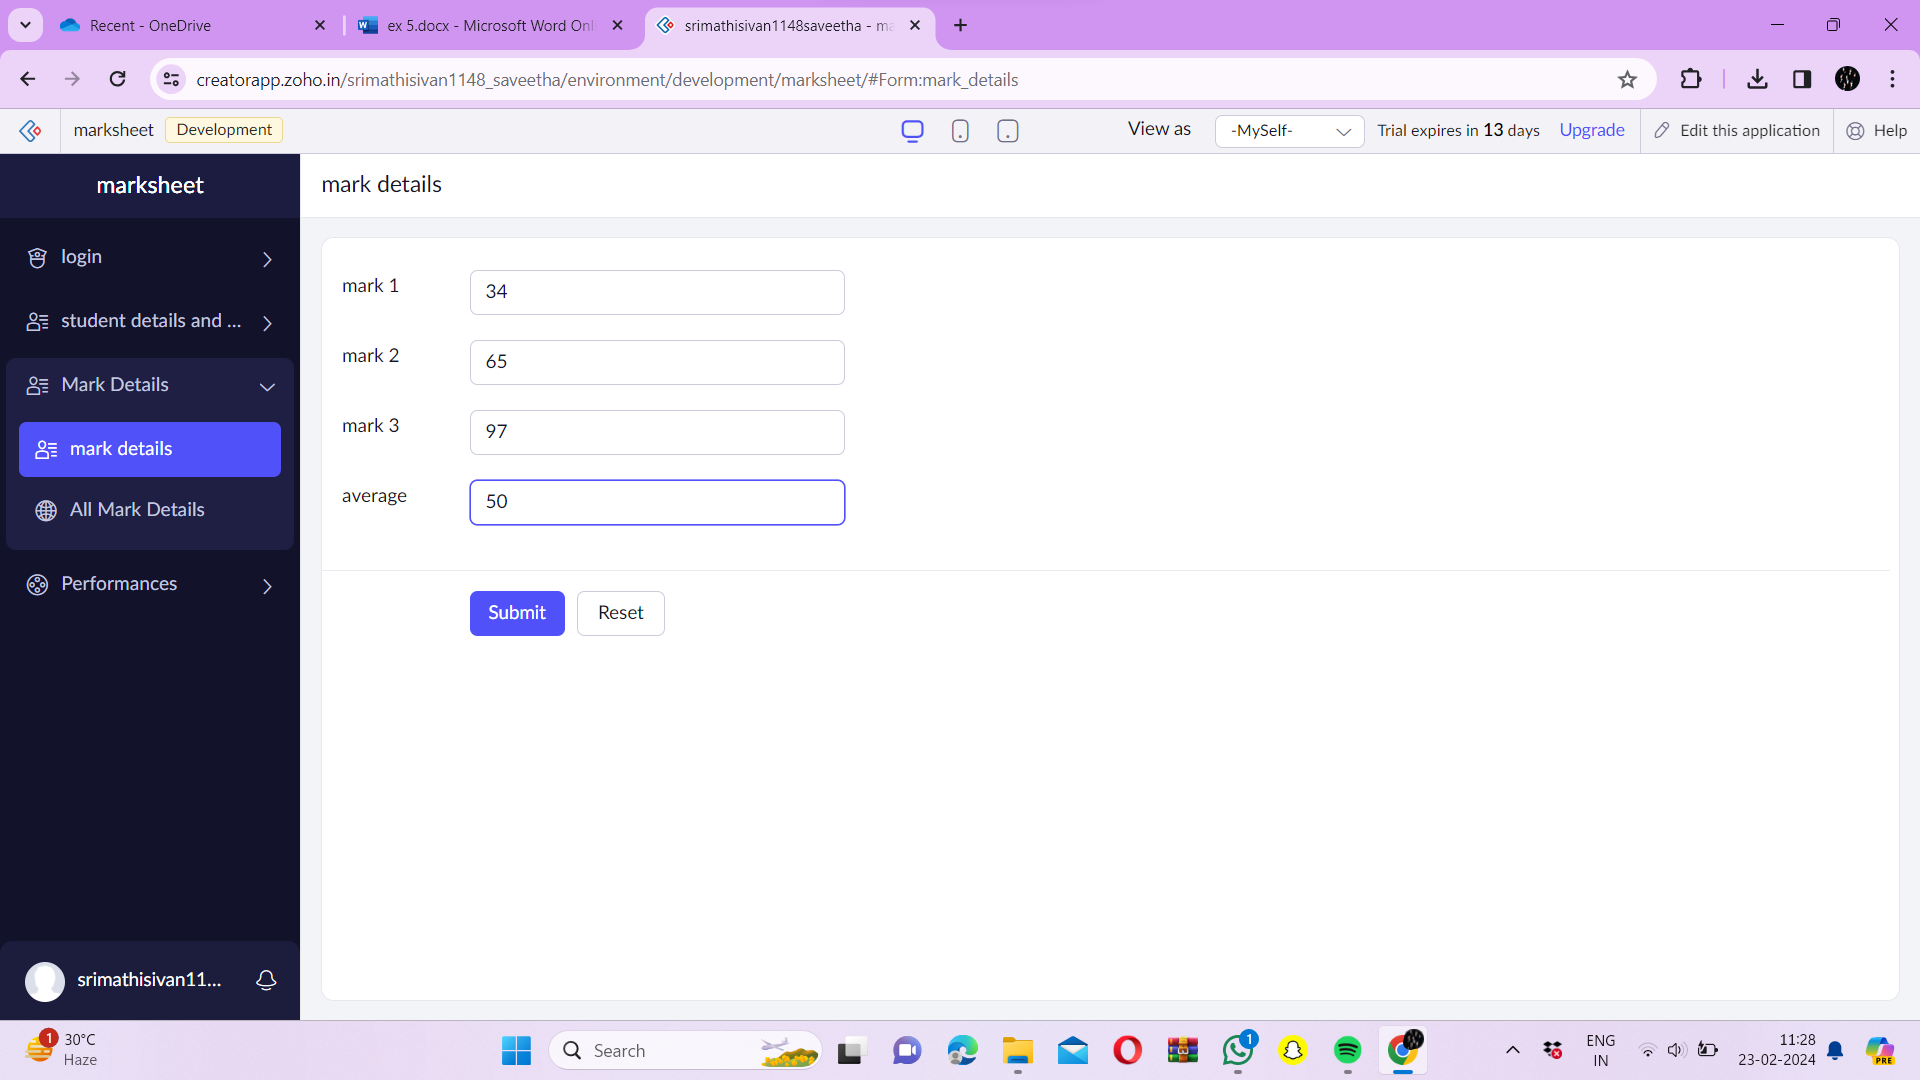 Recent - OneDrive
ex 5.docx - Microsoft Word Onl
srimathisivan1148saveetha - ma
creatorapp.zoho.in/srimathisivan1148_saveetha/environment/development/marksheet/#Form:mark_details
marksheet
Development
View as
-MySelf-
Trial expires in 13 days
Upgrade
Edit this application
Help
marksheet
mark details
login
student details and ...
Mark Details
mark details
All Mark Details
Performances
mark 1
34
mark 2
65
mark 3
97
average
50
Submit
Reset
srimathisivan11...
1
30°C
Haze
Search
1
ENG
IN
11:28
23-02-2024
PRE